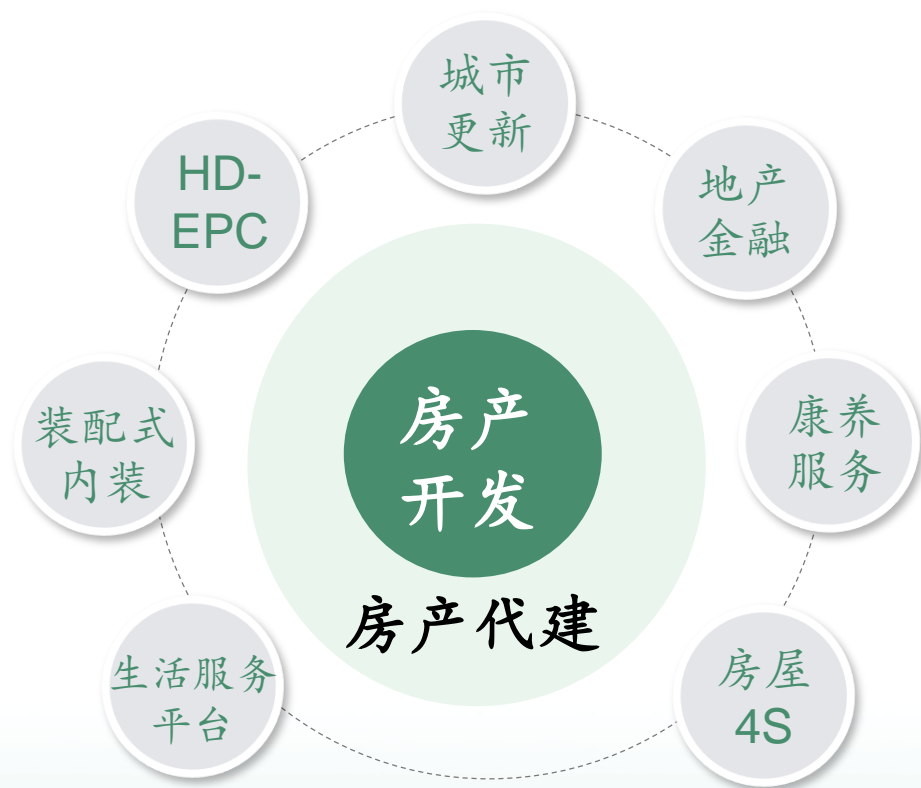 城市
更新
HD-
EPC
地产
金融
装配式
内装
房产
开发
康养
服务
房产代建
生活服务
平台
房屋
4S